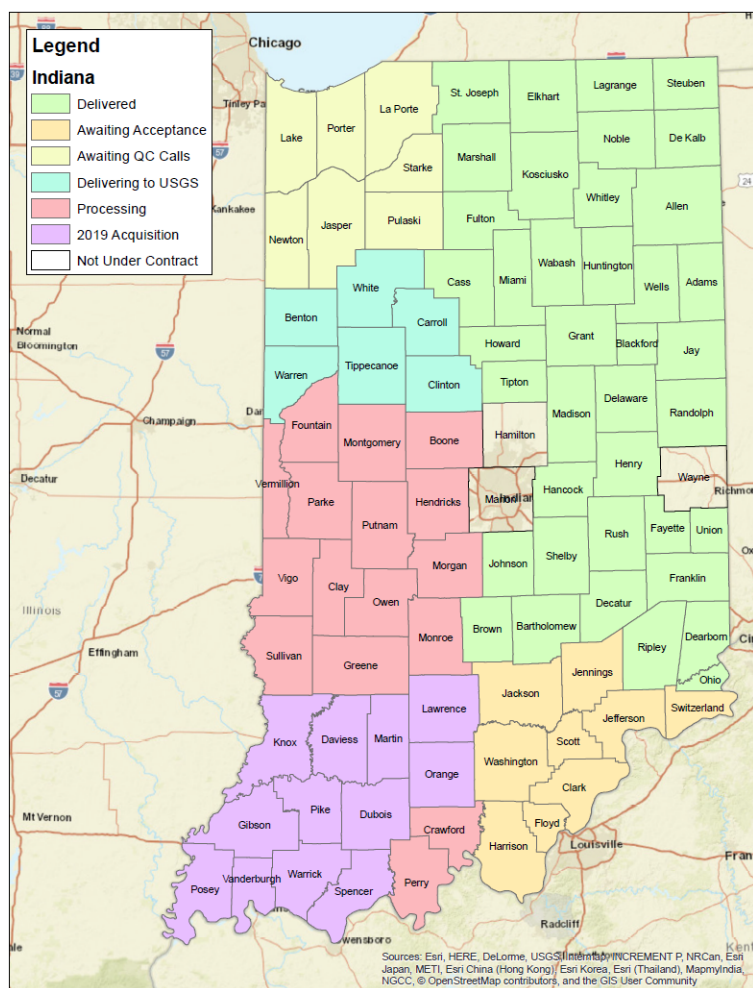 Legend
Indiana
Delivered
Awaiting Acceptance
Awaiting QC Calls
Delivering to USGS
Processing
2019 Acquisition
Not Under Contract
Chicago
Tinley Pa
Kankakee
24
57
Normal
Bloomington
57
Champaign
Dan
Decatur
Illinois
Effingham
57
Mt Vernon
Richmo
Louisville
Radcliff
wensboro
Lake
Porter
La Porte
St. Joseph
Elkhart
Lagrange
Steuben
Noble
De Kalb
Starke
Marshall
Kosciusko
Whitley
Allen
Newton
Jasper
Pulaski
Fulton
Wabash
Huntington
Miami
Wells
Adams
White
Cass
Benton
Carroll
Howard
Grant
Blackford
Jay
Warren
Tippecanoe
Clinton
Tipton
Madison
Delaware
Randolph
Fountain
Montgomery
Boone
Hamilton
Henry
Wayne
Vermillion
Parke
Putnam
Hendricks
Marion
Hancock
Rush
Fayette
Union
Shelby
Johnson
Morgan
Vigo
Clay
Owen
Franklin
Decatur
Monroe
Brown
Bartholomew
Ripley
Dearborn
Ohio
Sullivan
Greene
Jennings
Jackson
Jefferson
Switzerland
Lawrence
Knox
Daviess
Martin
Scott
Washington
Orange
Clark
Pike
Dubois
Gibson
Crawford
Floyd
Harrison
Perry
Posey
Vanderburgh
Warrick
Spencer
Sources: Esri, HERE, DeLorme, USGS, Intermap, INCREMENT P, NRCan, Esri
Japan, METI, Esri China (Hong Kong), Esri Korea, Esri (Thailand), MapmyIndia,
NGCC, © OpenStreetMap contributors, and the GIS User Community